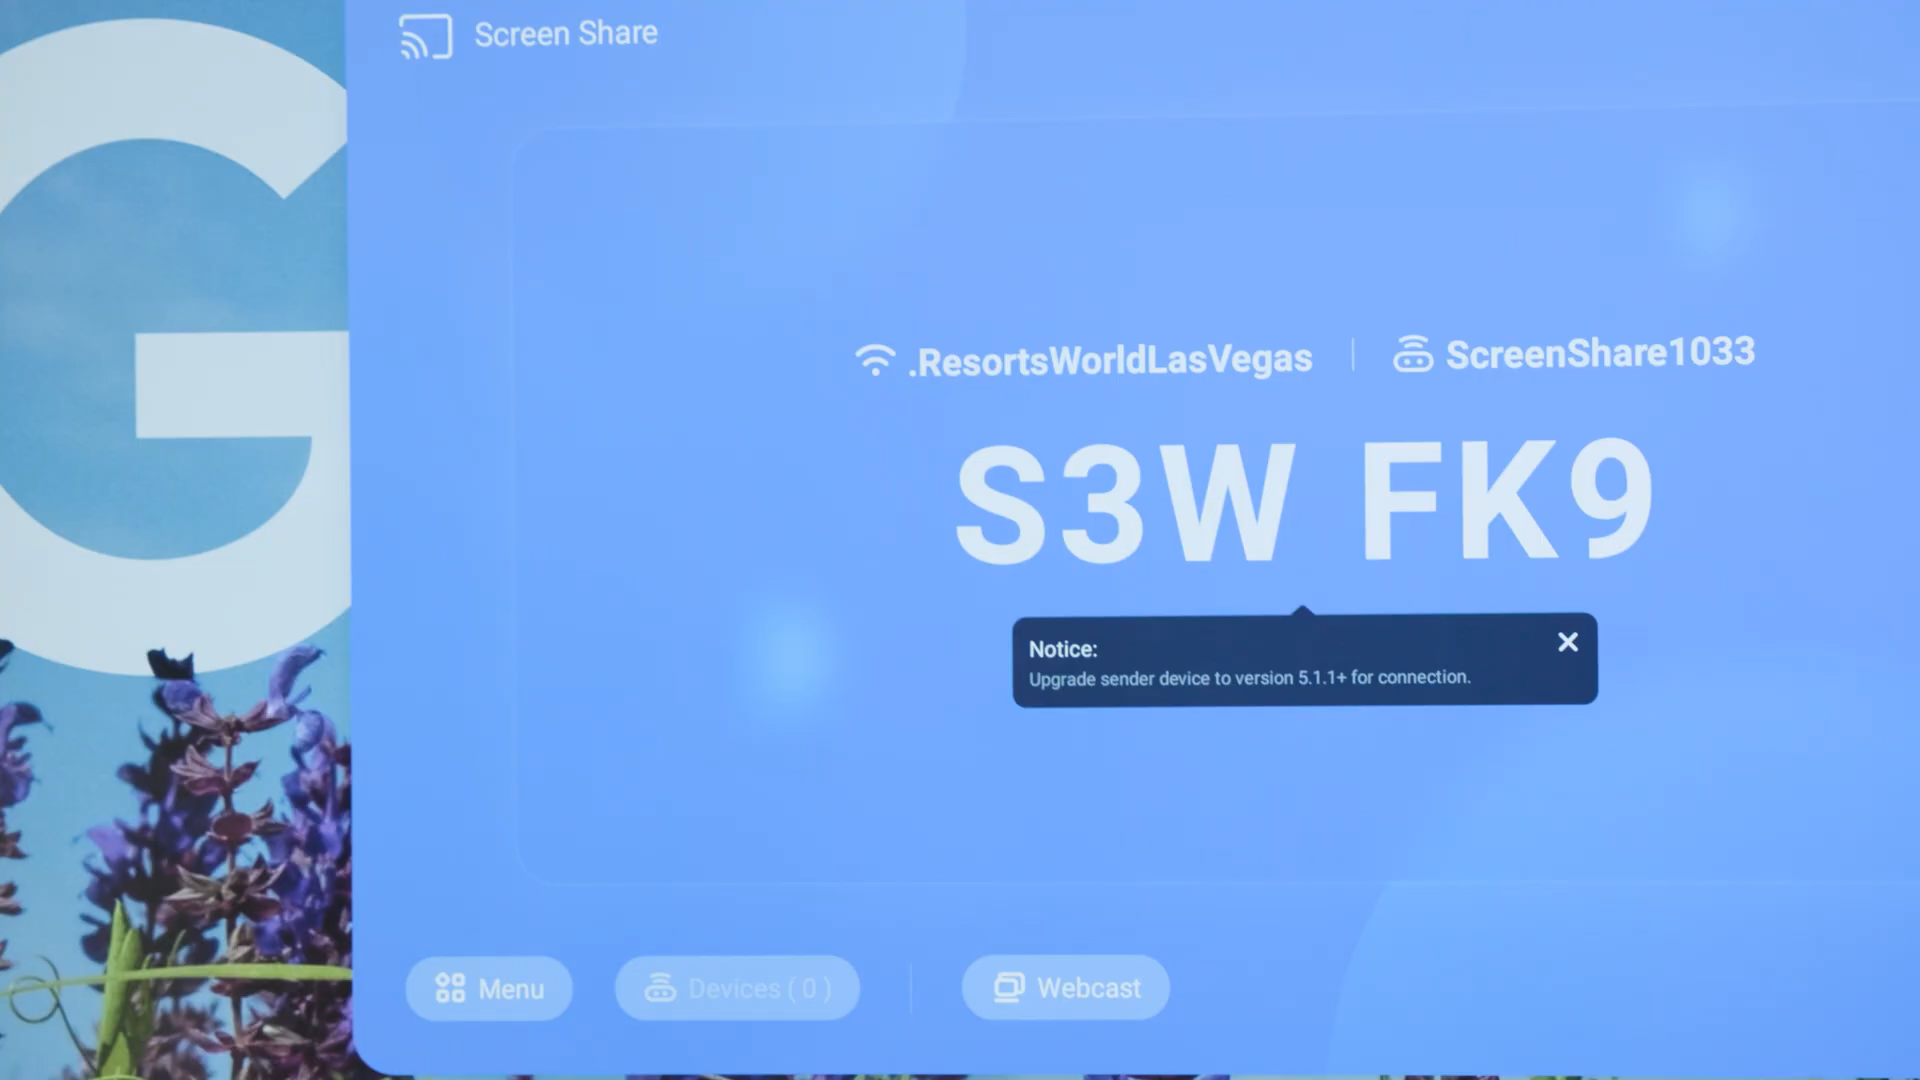 G
Screen Share
.ResortsWorldLasVegas | ScreenShare1033
S3W FK9
Notice:
Upgrade sender device to version 5.1.1+ for connection.
Menu
Devices ( 0 )
Webcast